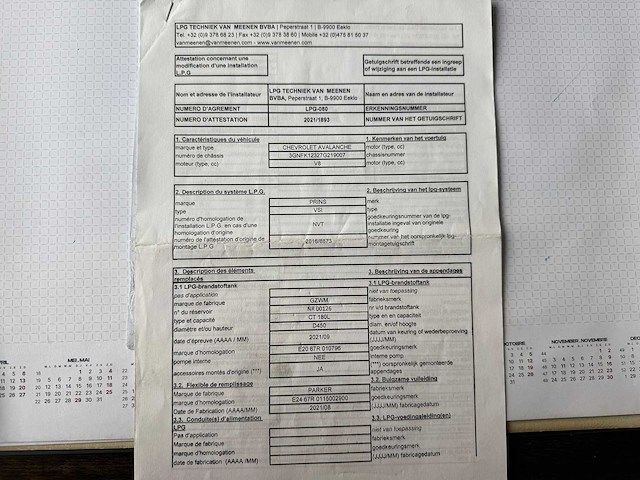 LPG TECHNIEK VAN MEENEN BVBA | Peperstraat 1 | B-9900 Eeklo
Tel. +32 (0)9 378 68 23 | Fax +32 (0)9 378 38 60 | Mobile +32 (0)475 81 50 37
vanmeenen@vanmeenen.com - www.vanmeenen.com
Attestation concernant une modification d'une installation L.P.G
Getuigschrift betreffende een ingreep of wijziging aan een LPG-installatie
Nom et adresse de l'installateur LPG TECHNIEK VAN MEENEN BVBA, Peperstraat 1, B-9900 Eeklo Naam en adres van de installateur
NUMERO D'AGREMENT LPG-080 ERKENNINGSNUMMER
NUMERO D'ATTESTATION 2021/1893 NUMMER VAN HET GETUIGSCHRIFT
1. Caractéristiques du véhicule 1. Kenmerken van het voertuig
marque et type CHEVROLET AVALANCHE motor (type, cc)
numéro de châssis 3GNFK12327G219007 chassisnummer
moteur (type, cc) V8 motor (type, cc)
2. Description du système L.P.G. 2. Beschrijving van het lpg-systeem
marque PRINS merk
type VSI type
numéro d'homologation de l'installation L.P.G. en cas d'une homologation d'origine NVT goedkeuringsnummer van de lpg-installatie ingeval van originele goedkeuring
numéro de l'attestation d'origine de montage L.P.G. 2016/8573 nummer van het oorspronkelijk lpg-montagetuigschrift
3. Description des éléments remplacés 3. Beschrijving van de appendages
3.1 LPG-brandstoftank 3.1 LPG-brandstoftank
pas d'application niet van toepassing
marque de fabrique GZWM fabrieksmerk
n° du réservoir NX 00126 nr v/d brandstoftank
type et capacité CT 180L type en en capaciteit
diamètre et/ou hauteur D450 diam. en/of hoogte
date d'épreuve (AAAA / MM) 2021/05 datum van keuring of wederbeproeving (JJJJ/MM)
marque d'homologation E20 67R 010796 goedkeuringsmerk
pompe interne NEE interne pomp
accessoires montés d'origine (***) JA (***) oorspronkelijk gemonteerde appendages
3.2. Flexible de remplissage 3.2. Buigzame vulleiding
Marque de fabrique PARKER fabrieksmerk
marque d'homologation E24 67R 0118002900 goedkeuringsmerk
Date de Fabrication (AAAA/MM) 2021/08 (JJJJ/MM) fabricagedatum
3.3. Conduite(s) d'alimentation LPG 3.3. LPG-voedingsleiding(en)
Pas d'application niet van toepassing
Marque de fabrique fabrieksmerk
marque d'homologation goedkeuringsmerk
date de fabrication (AAAA /MM) (JJJJ/MM) fabricagedatum
MEI..MAI
NOVEMBER..NOVEMBRE